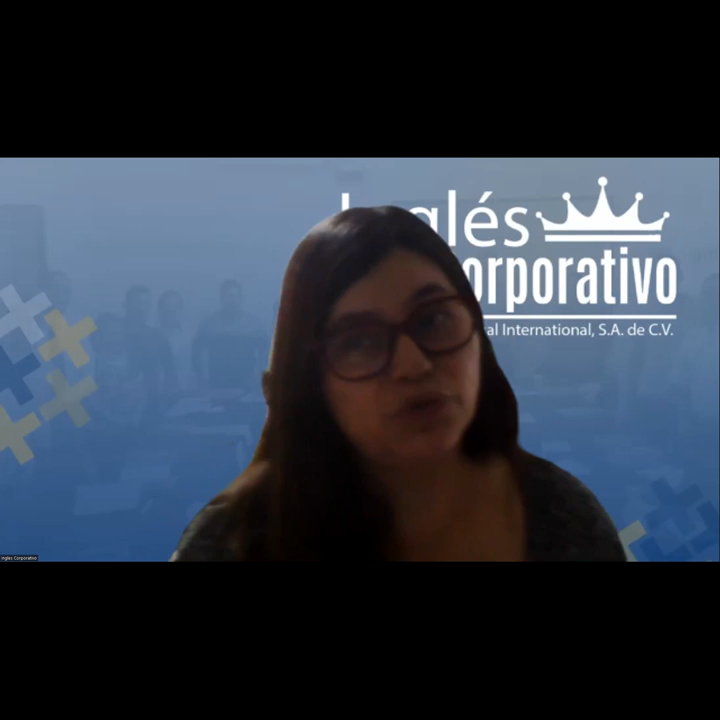 glés
orporativo
al International, S.A. de C.V.
Inglés Corporativo